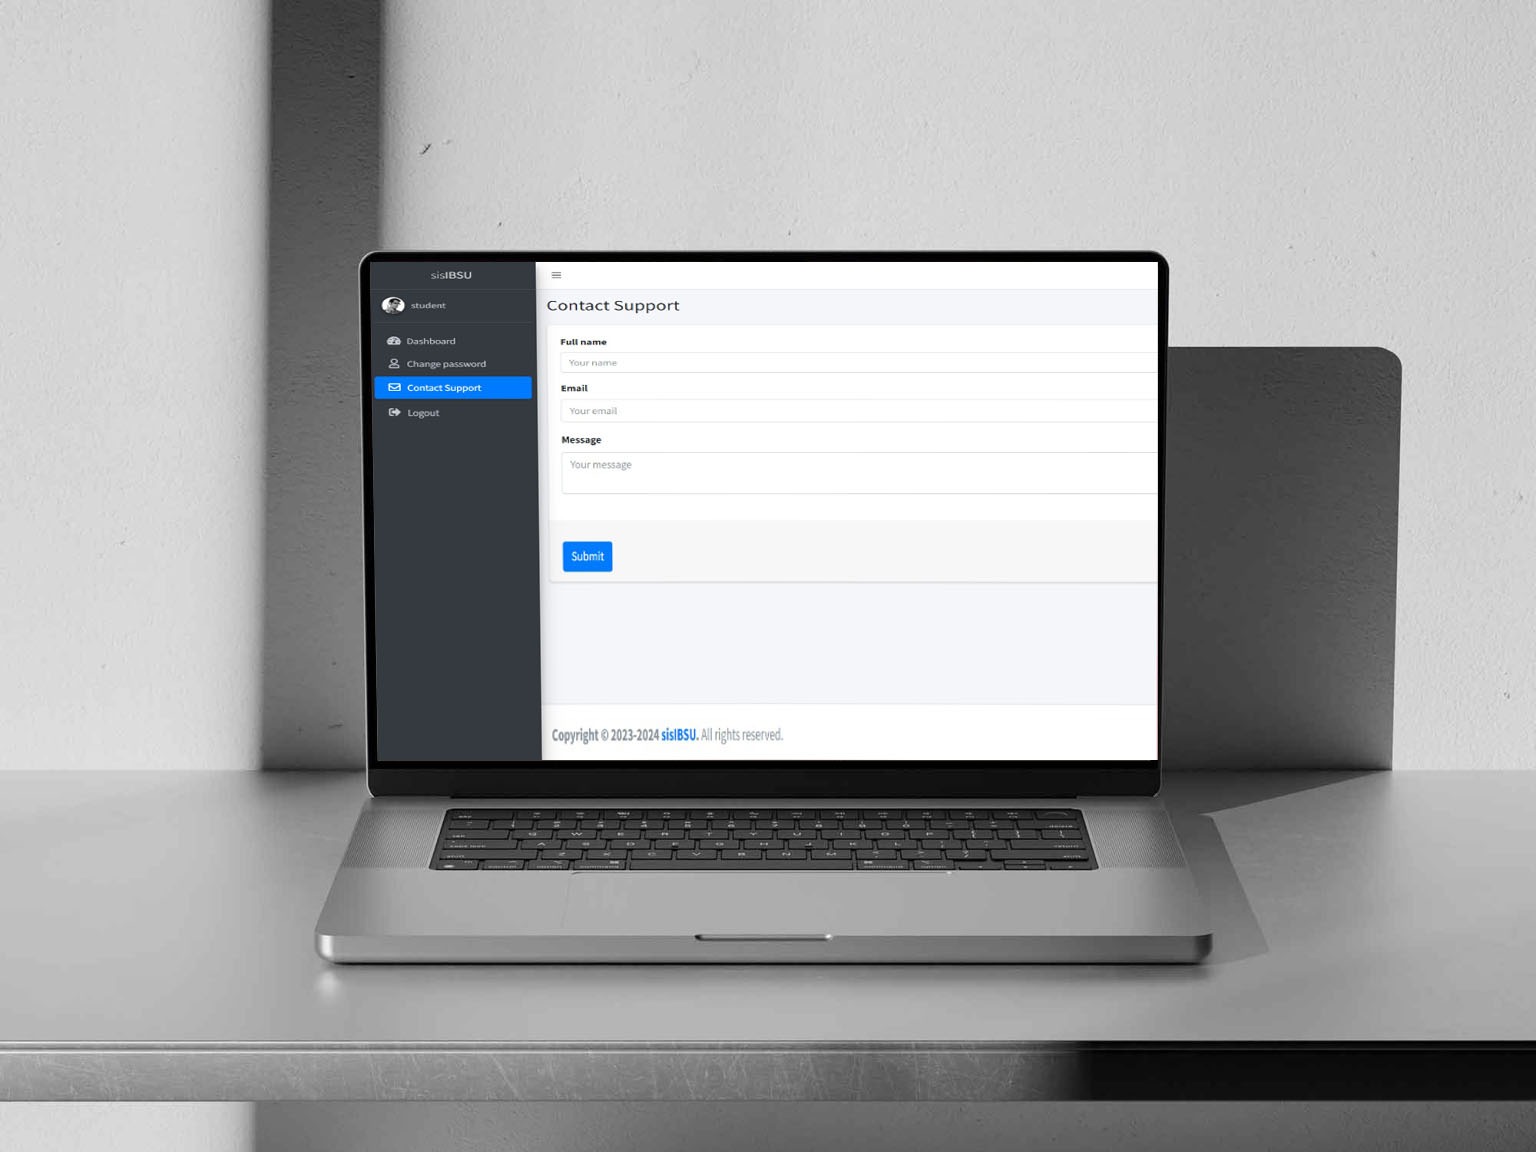 sisIBSU
student
Dashboard
Change password
Contact Support
Logout
Contact Support
Full name
Your name
Email
Your email
Message
Your message
Submit
Copyright © 2023-2024 sisIBSU. All rights reserved.